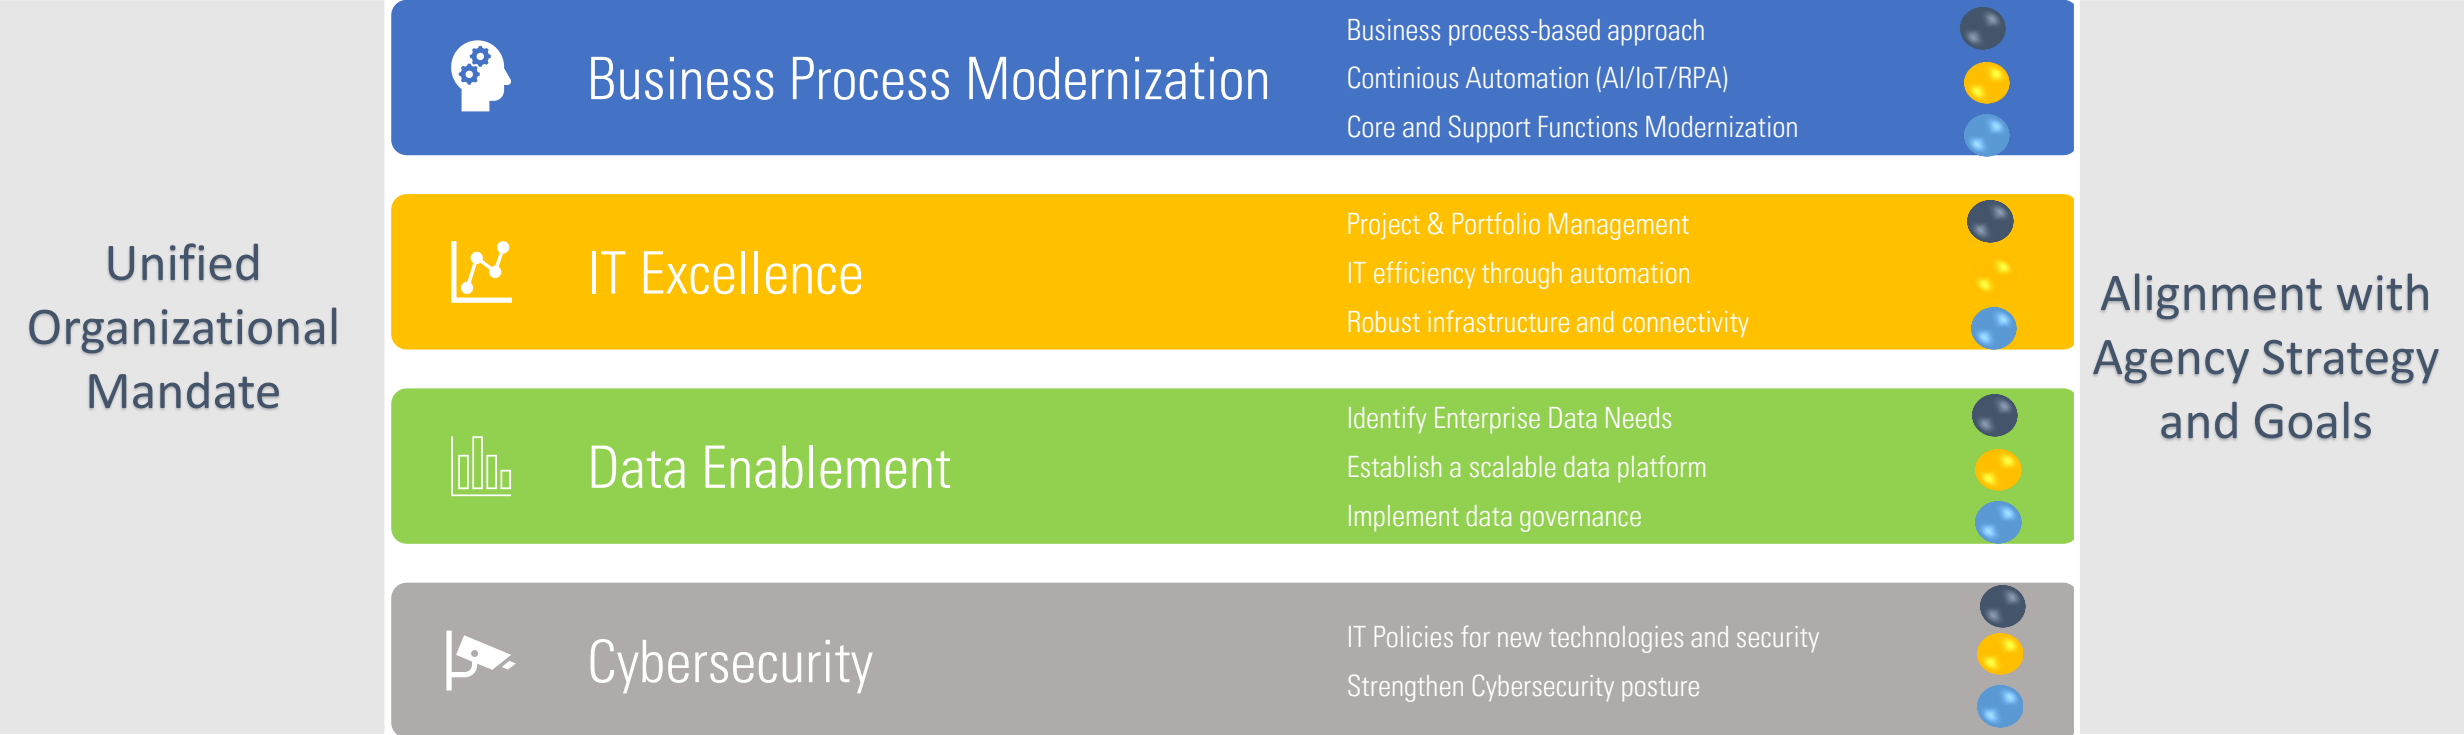 Unified
Organizational
Mandate
Business Process Modernization
Business process-based approach
Continious Automation (AI/IoT/RPA)
Core and Support Functions Modernization
IT Excellence
Project & Portfolio Management
IT efficiency through automation
Robust infrastructure and connectivity
Data Enablement
Identify Enterprise Data Needs
Establish a scalable data platform
Implement data governance
Cybersecurity
IT Policies for new technologies and security
Strengthen Cybersecurity posture
Alignment with
Agency Strategy
and Goals